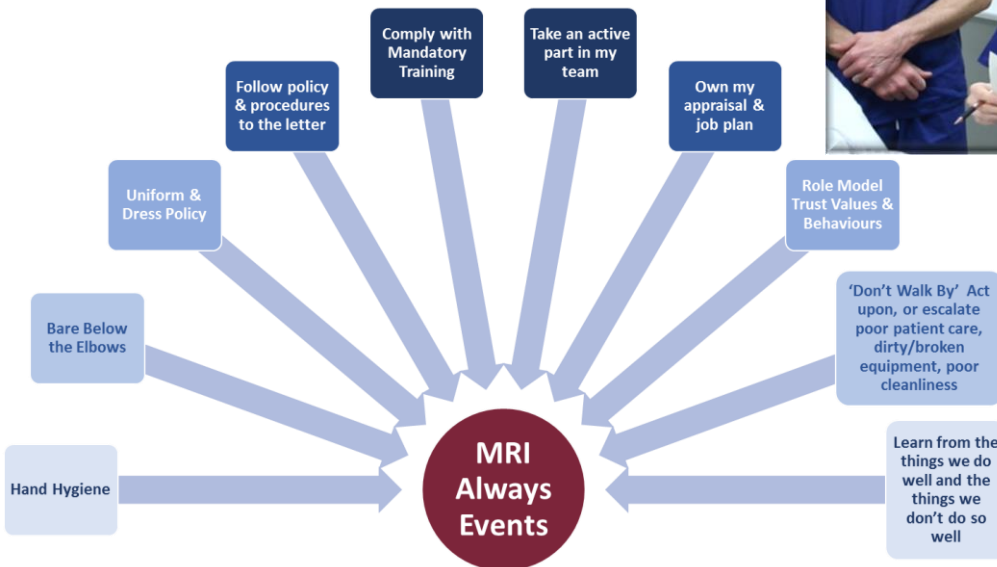 Comply with
Mandatory
Training
Take an active
part in my
team
Follow policy
& procedures
to the letter
Own my
appraisal &
job plan
Uniform &
Dress Policy
Role Model
Trust Values &
Behaviours
Bare Below
the Elbows
‘Don’t Walk By’ Act
upon, or escalate
poor patient care,
dirty/broken
equipment, poor
cleanliness
Hand Hygiene
Learn from the
things we do
well and the
things we
don’t do so
well
MRI
Always
Events